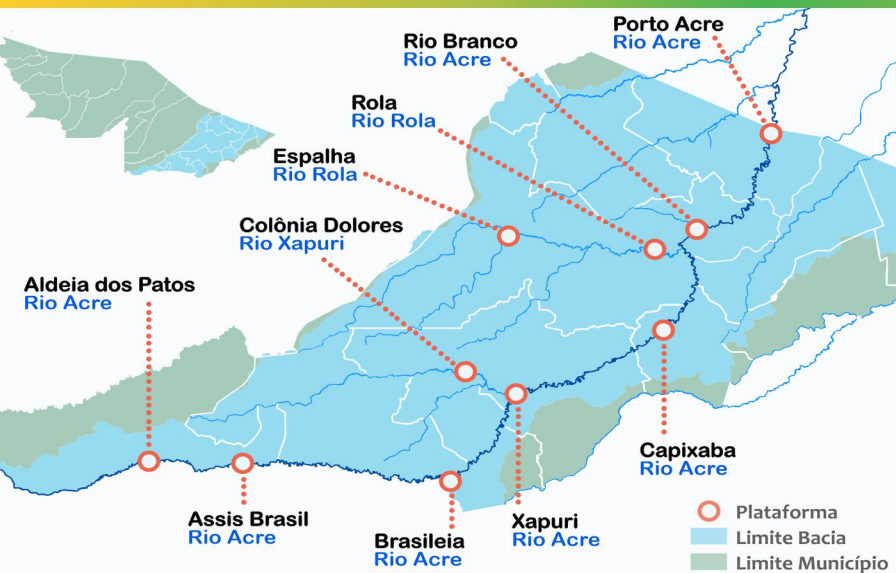 Porto Acre
Rio Acre
Rio Branco
Rio Acre
Rola
Rio Rola
Espalha
Rio Rola
Colônia Dolores
Rio Xapuri
Aldeia dos Patos
Rio Acre
Capixaba
Rio Acre
Assis Brasil
Rio Acre
Brasileia
Rio Acre
Xapuri
Rio Acre
Plataforma
Limite Bacia
Limite Município